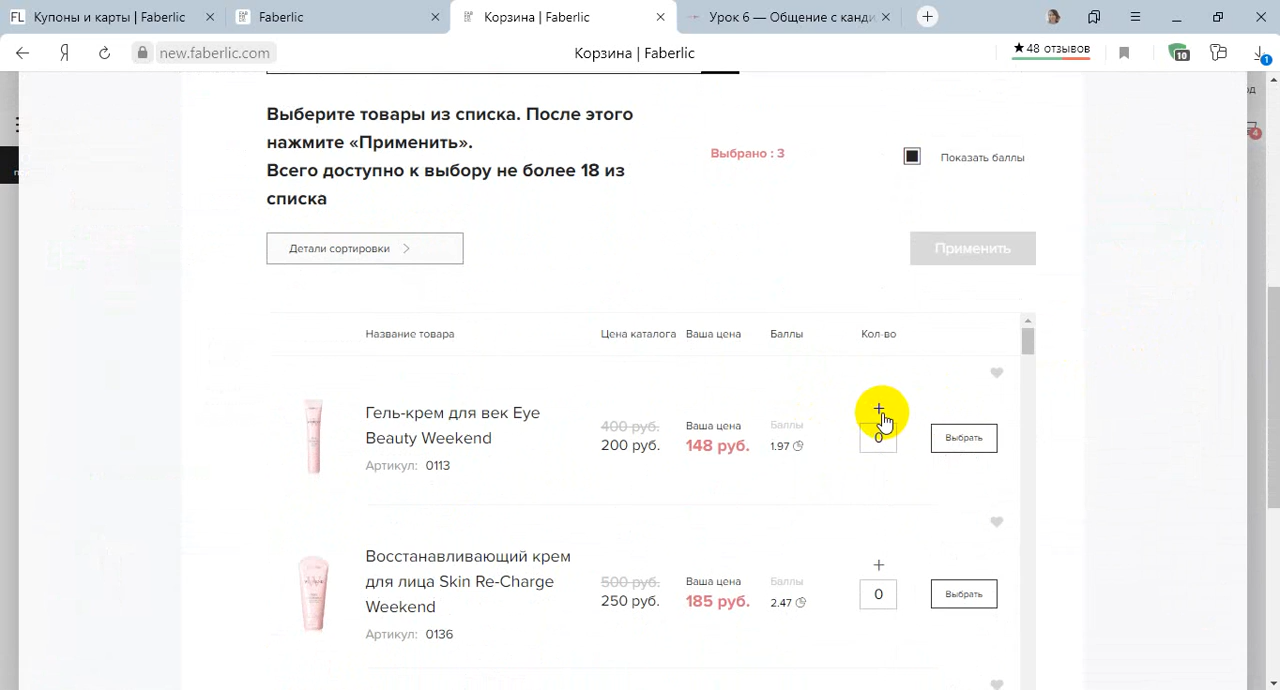 Купоны и карты | Faberlic
Faberlic
Корзина | Faberlic
Урок 6 — Общение с канди
new.faberlic.com
Корзина | Faberlic
★48 отзывов
10
1
4
Выберите товары из списка. После этого
нажмите «Применить».
Всего доступно к выбору не более 18 из
списка
Выбрано : 3
Показать баллы
Детали сортировки
Применить
Название товара
Цена каталога
Ваша цена
Баллы
Кол-во
Гель-крем для век Eye
Beauty Weekend
Артикул: 0113
400 руб.
200 руб.
Ваша цена
148 руб.
Баллы
1.97
+
0
Выбрать
Восстанавливающий крем
для лица Skin Re-Charge
Weekend
Артикул: 0136
500 руб.
250 руб.
Ваша цена
185 руб.
Баллы
2.47
+
0
Выбрать